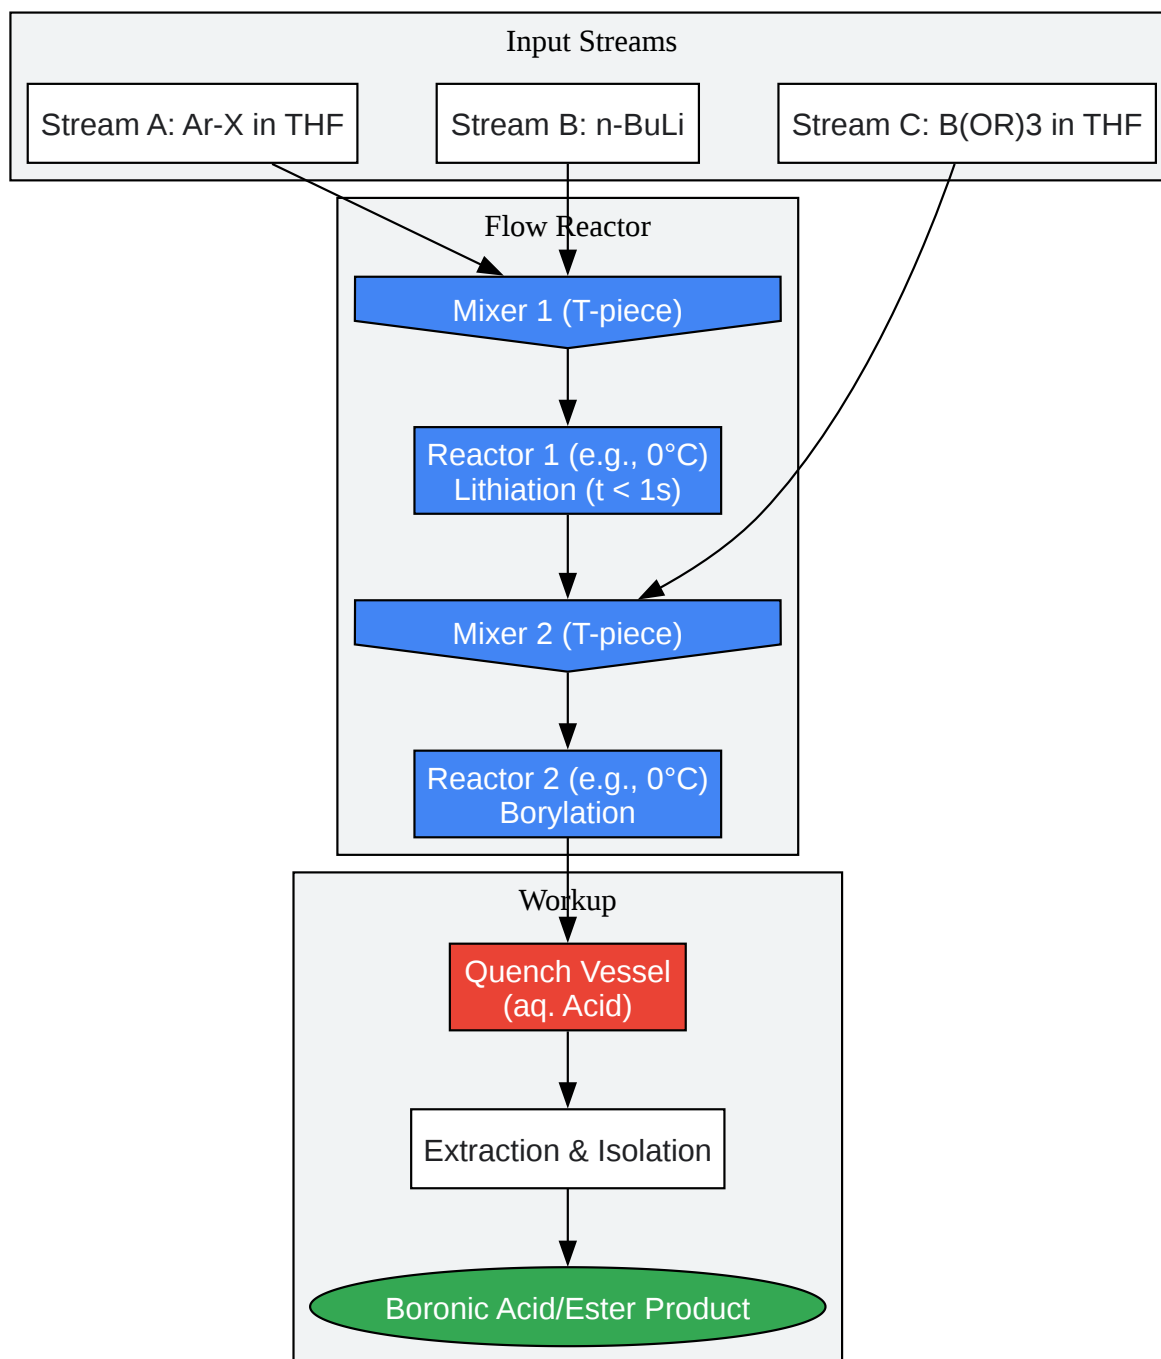 Input Streams
Stream A: Ar-X in THF
Stream B: n-BuLi
Stream C: B(OR)3 in THF
Flow Reactor
Mixer 1 (T-piece)
Reactor 1 (e.g., 0°C)
Lithiation (t < 1s)
Mixer 2 (T-piece)
Reactor 2 (e.g., 0°C)
Borylation
Workup
Quench Vessel
(aq. Acid)
Extraction & Isolation
Boronic Acid/Ester Product